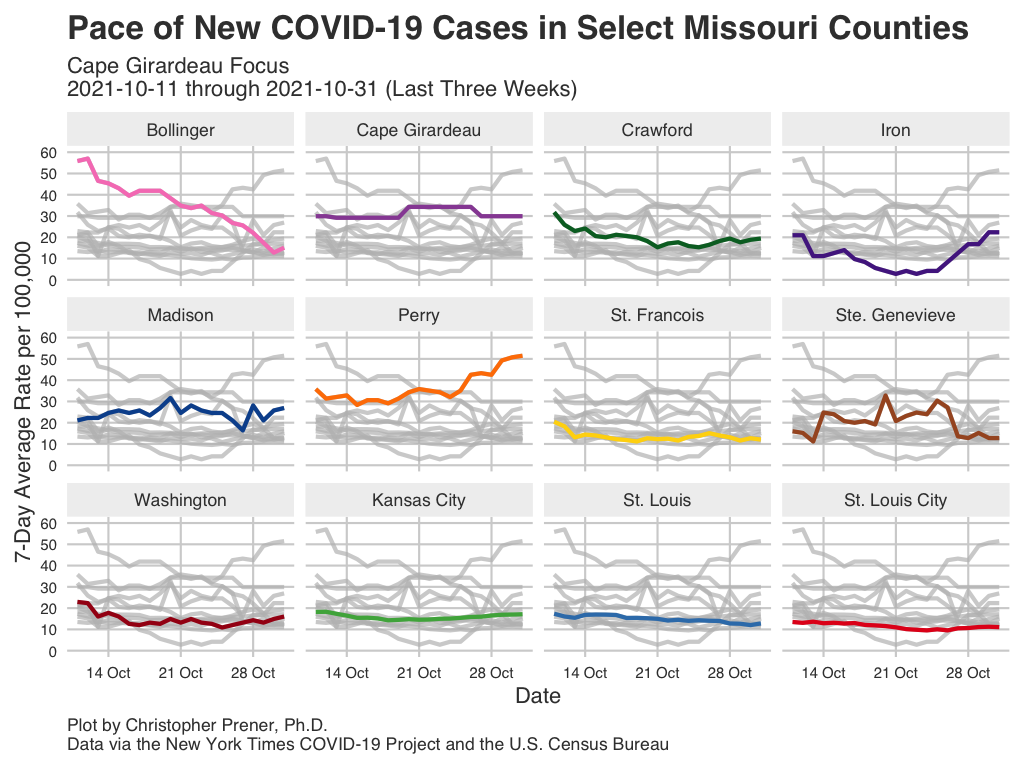 Pace of New COVID-19 Cases in Select Missouri Counties
Cape Girardeau Focus
2021-10-11 through 2021-10-31 (Last Three Weeks)
Bollinger
Cape Girardeau
Crawford
Iron
60
50
40
30
20
10
0
Madison
Perry
St. Francois
Ste. Genevieve
60
50
40
30
20
10
0
Washington
Kansas City
St. Louis
St. Louis City
60
50
40
30
20
10
0
7-Day Average Rate per 100,000
14 Oct
21 Oct
28 Oct
14 Oct
21 Oct
28 Oct
14 Oct
21 Oct
28 Oct
14 Oct
21 Oct
28 Oct
Date
Plot by Christopher Prener, Ph.D.
Data via the New York Times COVID-19 Project and the U.S. Census Bureau